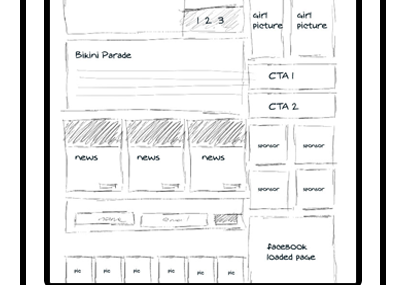 1 2 3
girl picture
girl picture
Bikini Parade
CTA 1
CTA 2
news
news
news
sponsor
sponsor
sponsor
sponsor
name
facebook
loaded page
pic
pic
pic
pic
pic
pic